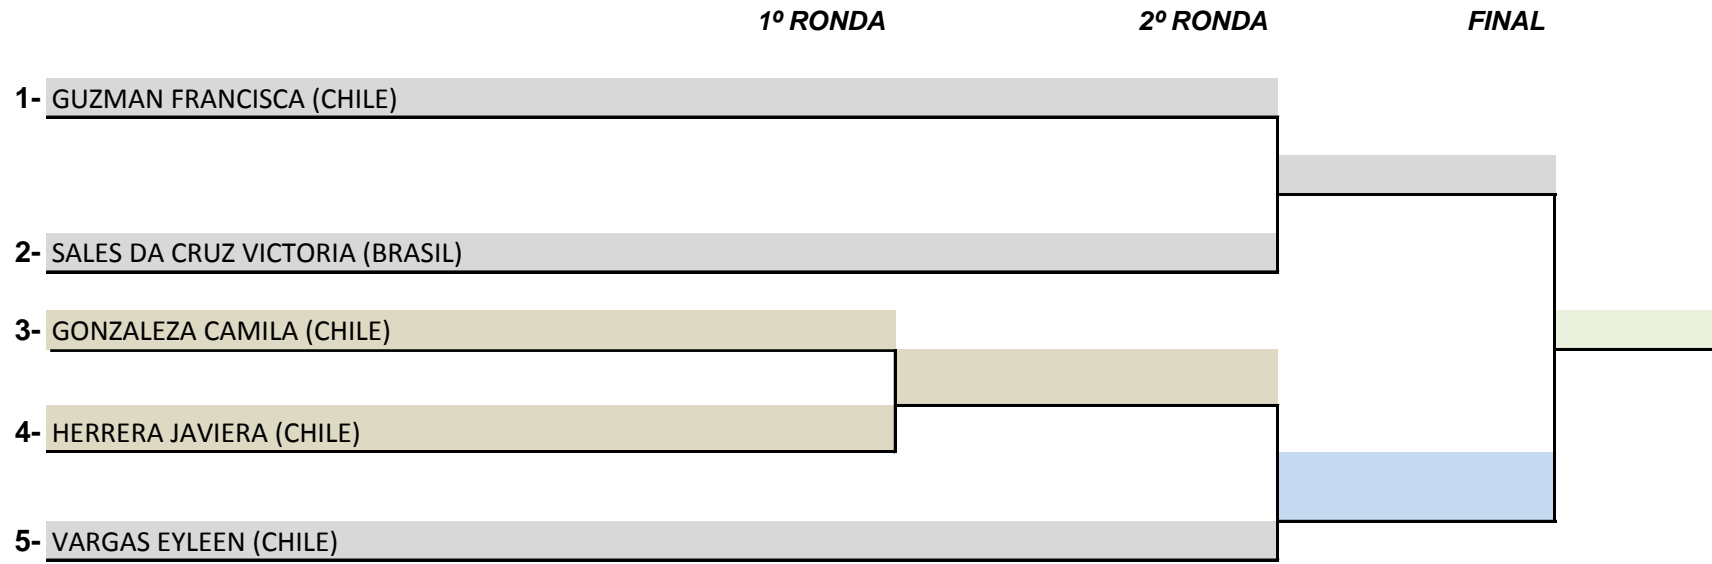 1º RONDA 2º RONDA FINAL
1- GUZMAN FRANCISCA (CHILE)
2- SALES DA CRUZ VICTORIA (BRASIL)
3- GONZALEZA CAMILA (CHILE)
4- HERRERA JAVIERA (CHILE)
5- VARGAS EYLEEN (CHILE)